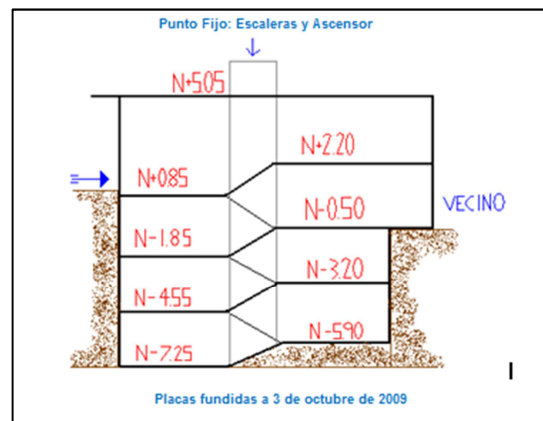 Punto Fijo: Escaleras y Ascensor
N+5.05
N+2.20
N+0.85
N-0.50
VECINO
N-1.85
N-3.20
N-4.55
N-5.90
N-7.25
Placas fundidas a 3 de octubre de 2009